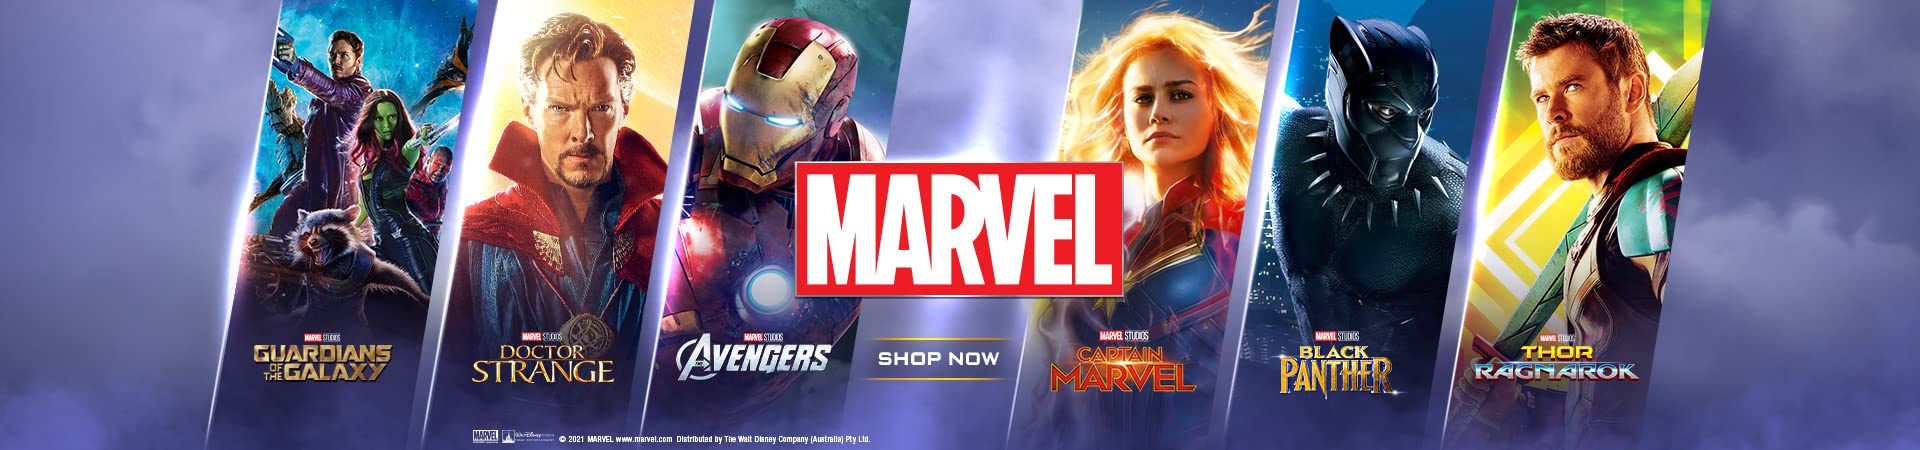 MARVEL
MARVEL STUDIOS
GUARDIANS
OF THE GALAXY
MARVEL STUDIOS
DOCTOR
STRANGE
MARVEL STUDIOS
AVENGERS
SHOP NOW
MARVEL STUDIOS
CAPTAIN
MARVEL
MARVEL STUDIOS
BLACK
PANTHER
MARVEL STUDIOS
THOR
RAGNAROK
MARVEL © 2021 MARVEL www.marvel.com Distributed by The Walt Disney Company (Australia) Pty Ltd.